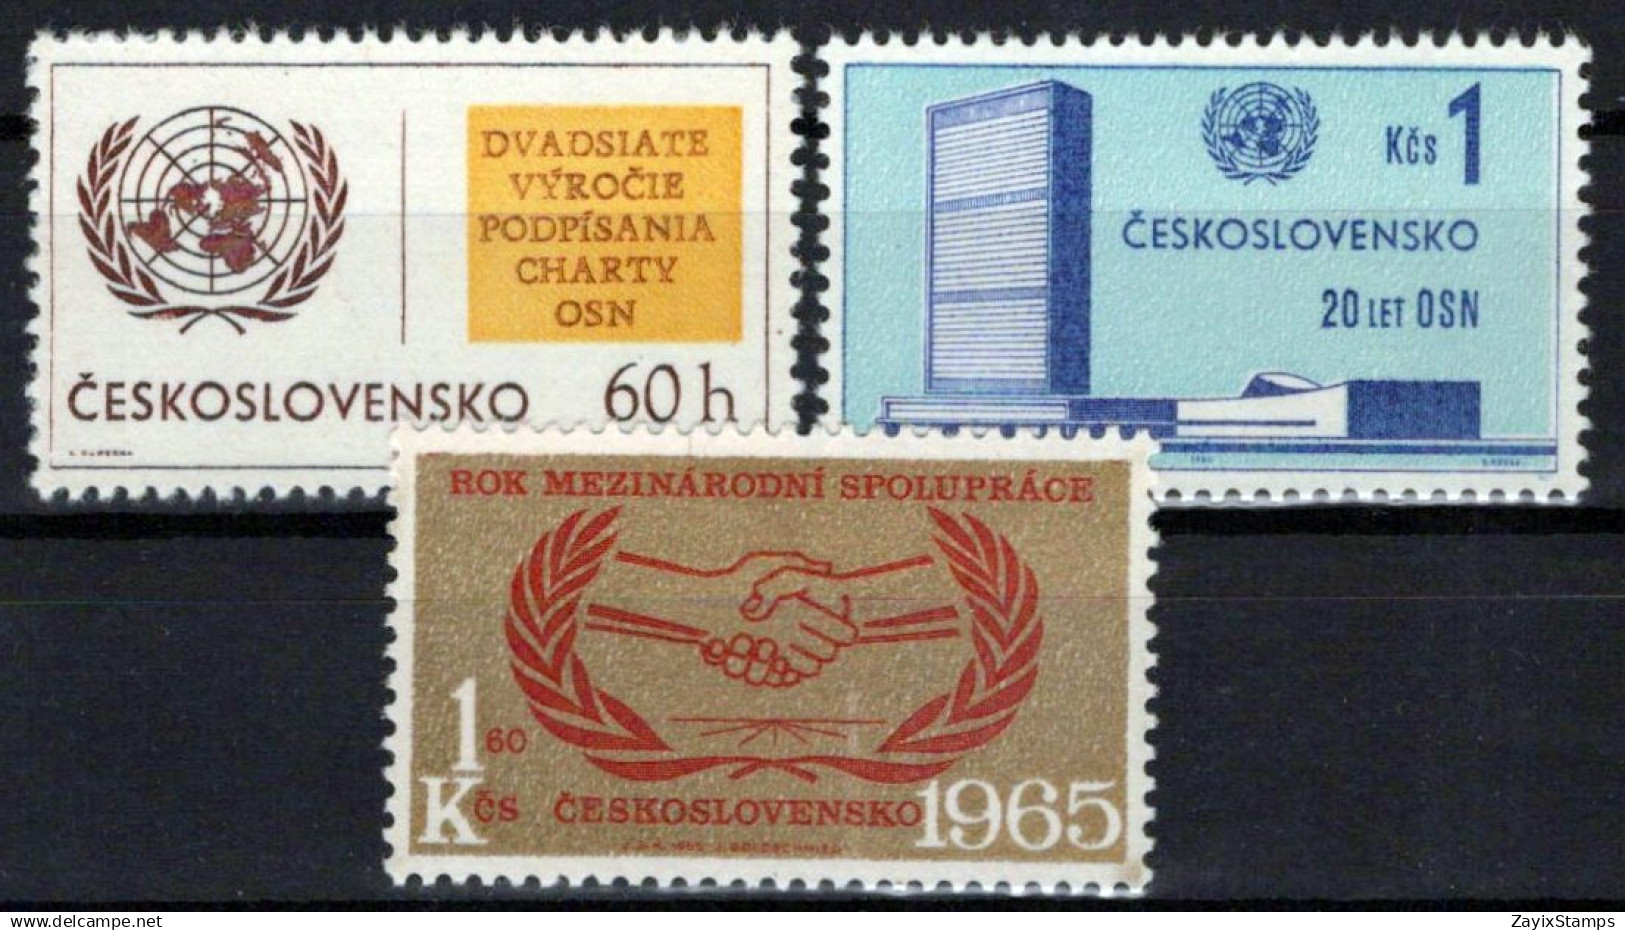 DVADSIATE
VÝROČIE
PODPÍSANIA
CHARTY
OSN
ČESKOSLOVENSKO 60 h
Kčs 1
ČESKOSLOVENSKO
20 LET OSN
ROK MEZINÁRODNÍ SPOLUPRÁCE
1 60
KČS ČESKOSLOVENSKO 1965
J. GOLDSCHMIED
www.delcampe.net
ZayixStamps